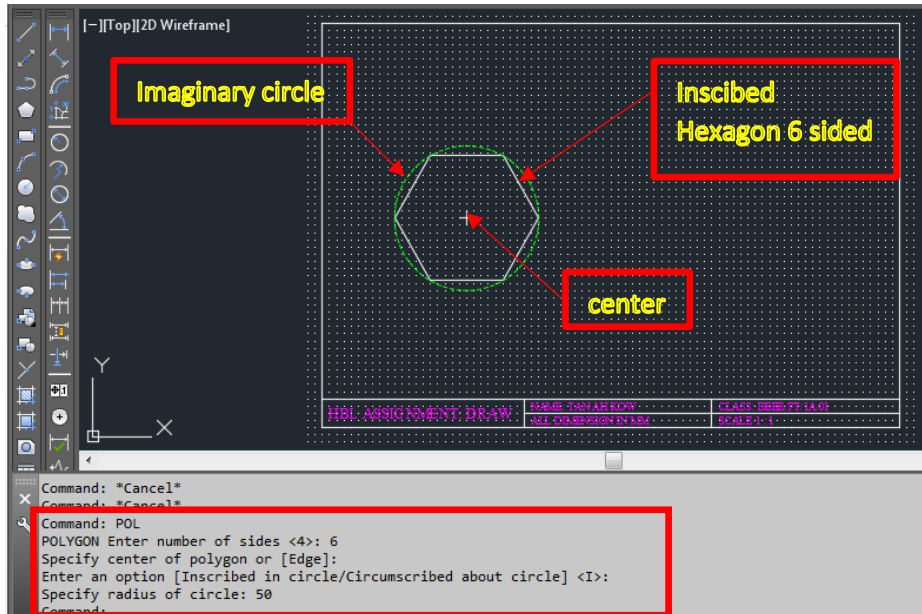 [−][Top][2D Wireframe]
Imaginary circle
Inscibed
Hexagon 6 sided
center
Y
X
HBL ASSIGNMENT: DRAW
NAME: TAN AH KOW
CLASS: DEEE/FT/1A/01
ALL DIMENSION IN MM
SCALE 1 : 1
Command: *Cancel*
Command: *Cancel*
Command: POL
POLYGON Enter number of sides <4>: 6
Specify center of polygon or [Edge]:
Enter an option [Inscribed in circle/Circumscribed about circle] <I>:
Specify radius of circle: 50
Command: